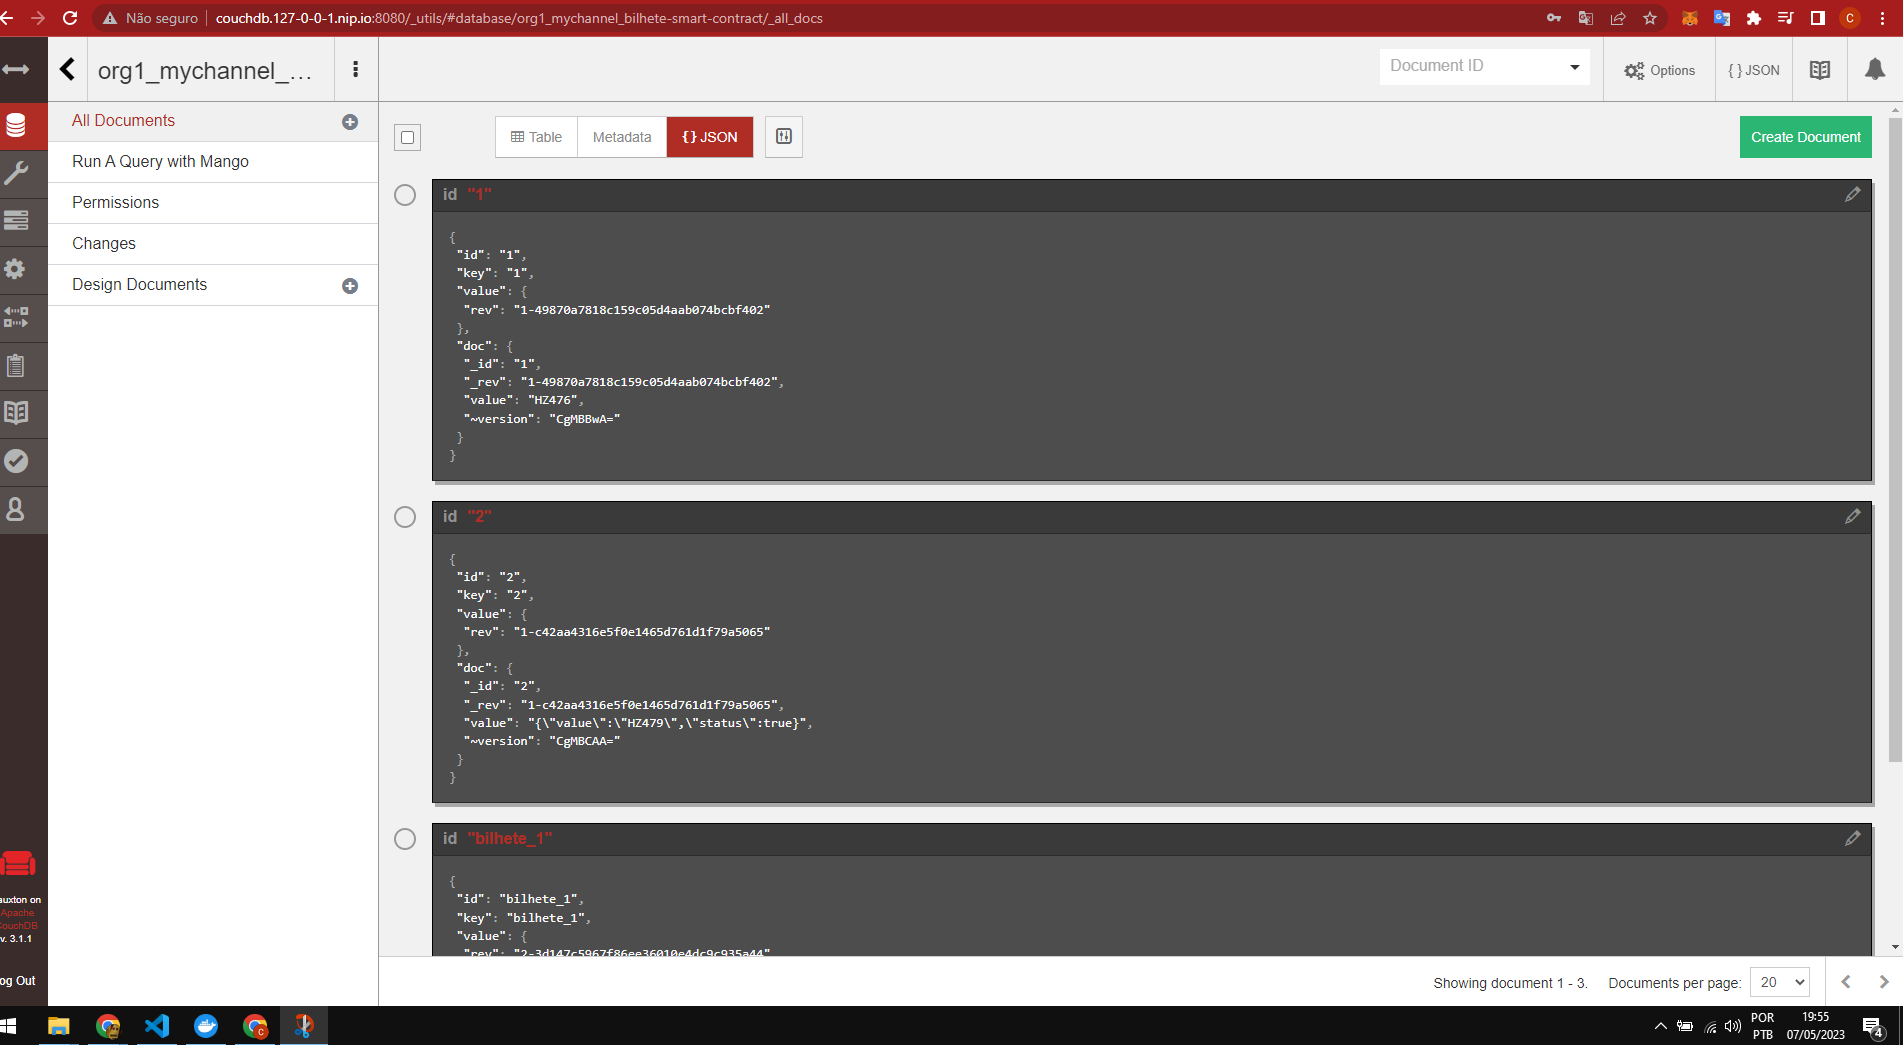 Não seguro
couchdb.127-0-0-1.nip.io:8080/_utils/#database/org1_mychannel_bilhete-smart-contract/_all_docs
C
org1_mychannel_...
Document ID
Options
{ } JSON
All Documents
Run A Query with Mango
Permissions
Changes
Design Documents
Table
Metadata
{ } JSON
Create Document
id "1"
{
"id": "1",
"key": "1",
"value": {
"rev": "1-49870a7818c159c05d4aab074bcbf402"
},
"doc": {
"_id": "1",
"_rev": "1-49870a7818c159c05d4aab074bcbf402",
"value": "HZ476",
"~version": "CgMBBwA="
}
}
id "2"
{
"id": "2",
"key": "2",
"value": {
"rev": "1-c42aa4316e5f0e1465d761d1f79a5065"
},
"doc": {
"_id": "2",
"_rev": "1-c42aa4316e5f0e1465d761d1f79a5065",
"value": "{\"value\":\"HZ479\",\"status\":true}",
"~version": "CgMBCAA="
}
}
id "bilhete_1"
{
"id": "bilhete_1",
"key": "bilhete_1",
"value": {
"rev": "2-3d147c5967f86ee36010e4dc9c935a44"
auxton on
Apache
CouchDB
v. 3.1.1
og Out
Showing document 1 - 3.
Documents per page:
20
POR
PTB
19:55
07/05/2023
4